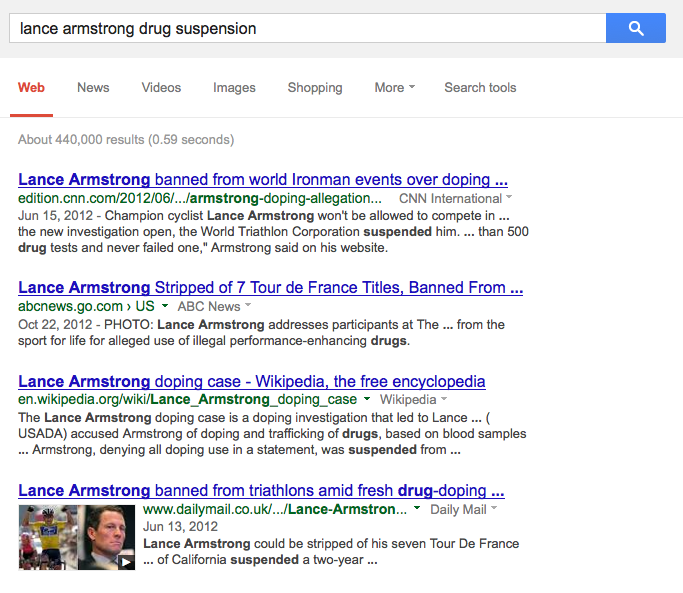 lance armstrong drug suspension
Web News Videos Images Shopping More Search tools
About 440,000 results (0.59 seconds)
Lance Armstrong banned from world Ironman events over doping ...
edition.cnn.com/2012/06/.../armstrong-doping-allegation... CNN International
Jun 15, 2012 - Champion cyclist Lance Armstrong won't be allowed to compete in ...
the new investigation open, the World Triathlon Corporation suspended him. ... than 500
drug tests and never failed one," Armstrong said on his website.
Lance Armstrong Stripped of 7 Tour de France Titles, Banned From ...
abcnews.go.com › US ABC News
Oct 22, 2012 - PHOTO: Lance Armstrong addresses participants at The ... from the
sport for life for alleged use of illegal performance-enhancing drugs.
Lance Armstrong doping case - Wikipedia, the free encyclopedia
en.wikipedia.org/wiki/Lance_Armstrong_doping_case Wikipedia
The Lance Armstrong doping case is a doping investigation that led to Lance ... (
USADA) accused Armstrong of doping and trafficking of drugs, based on blood samples
... Armstrong, denying all doping use in a statement, was suspended from ...
Lance Armstrong banned from triathlons amid fresh drug-doping ...
www.dailymail.co.uk/.../Lance-Armstron... Daily Mail
Jun 13, 2012
Lance Armstrong could be stripped of his seven Tour De France
... of California suspended a two-year ...